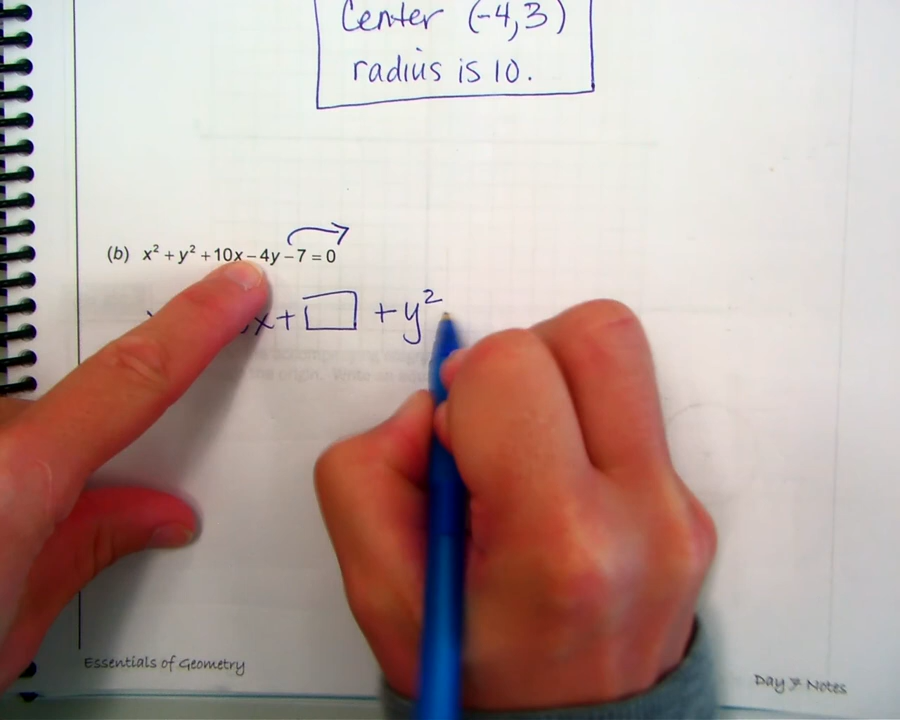 Center (-4,3)
radius is 10.
(b) x² + y² + 10x − 4y − 7 = 0
x + □ + y²
Essentials of Geometry
Day Notes